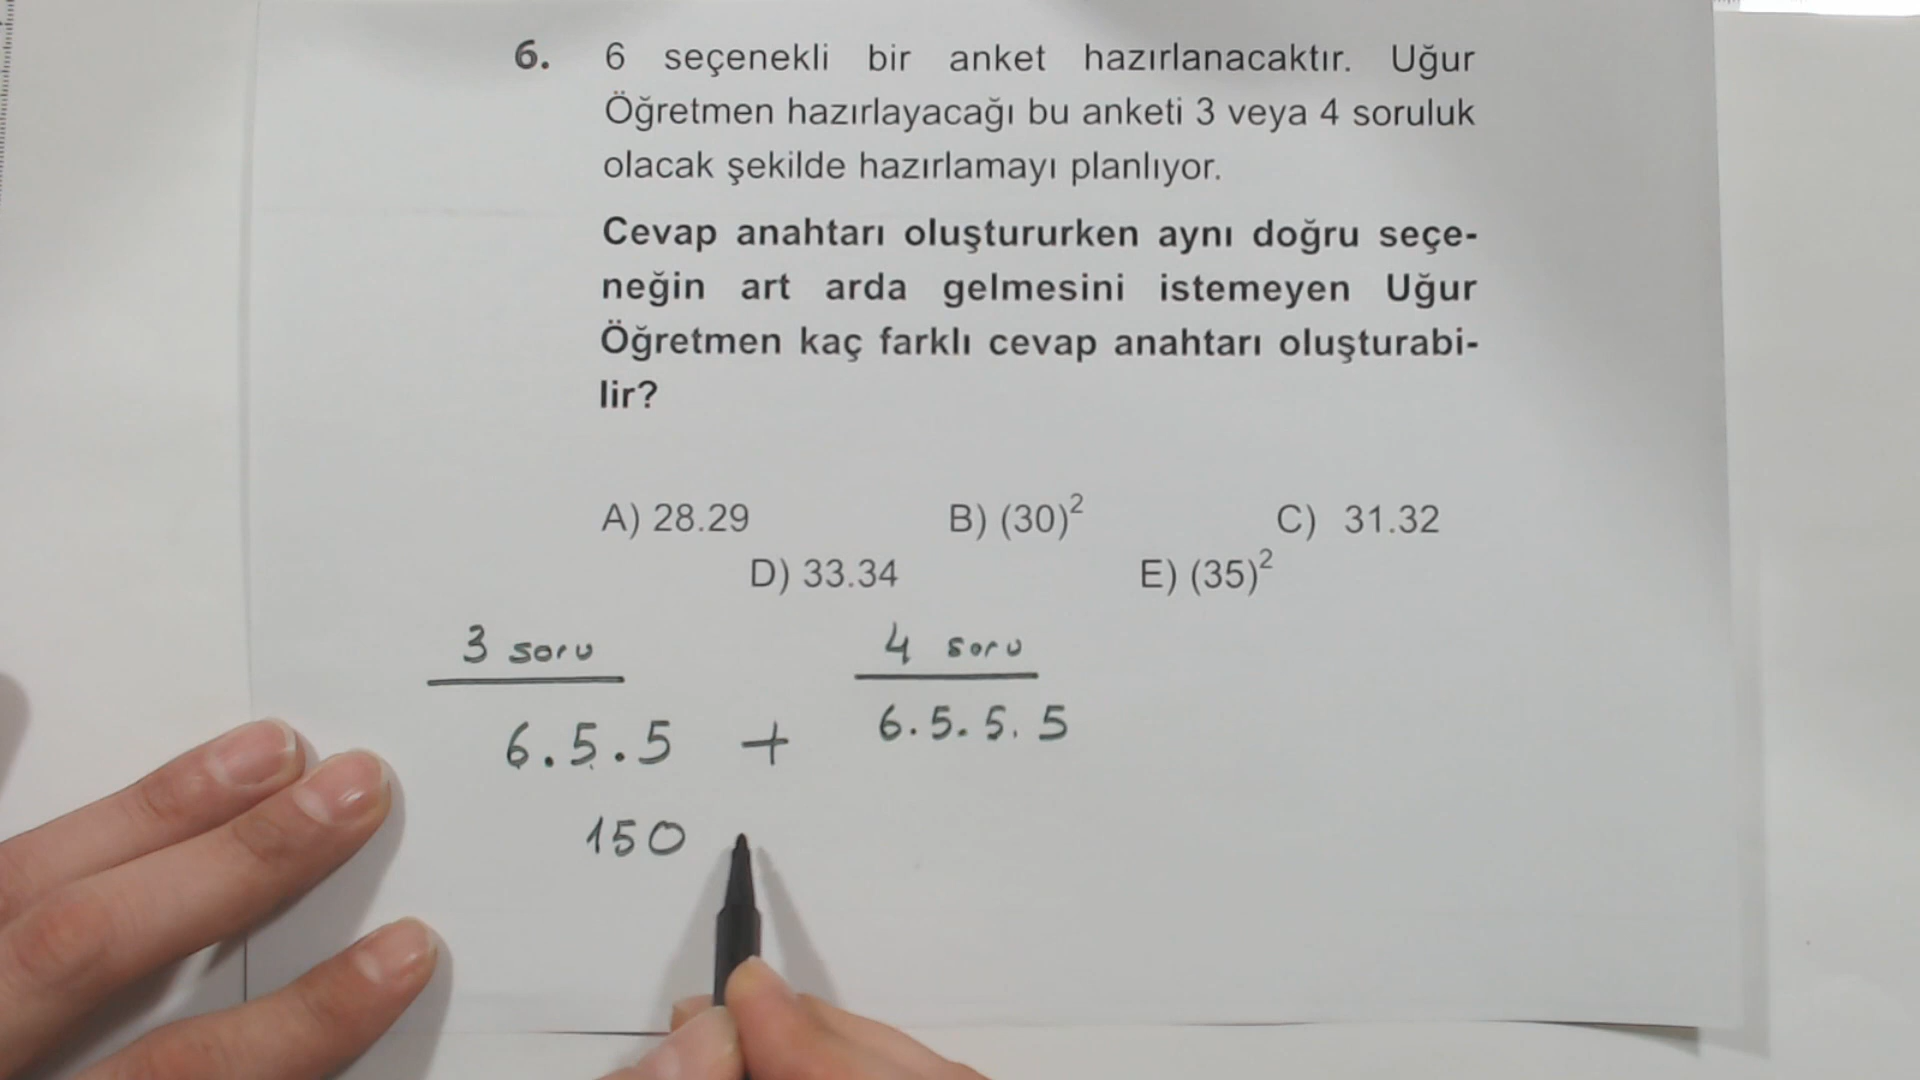 6. 6 seçenekli bir anket hazırlanacaktır. Uğur
Öğretmen hazırlayacağı bu anketi 3 veya 4 soruluk
olacak şekilde hazırlamayı planlıyor.
Cevap anahtarı oluştururken aynı doğru seçe-
neğin art arda gelmesini istemeyen Uğur
Öğretmen kaç farklı cevap anahtarı oluşturabi-
lir?
A) 28.29 B) (30)² C) 31.32
D) 33.34 E) (35)²
3 soru 4 soru
6.5.5 + 6.5.5.5
150